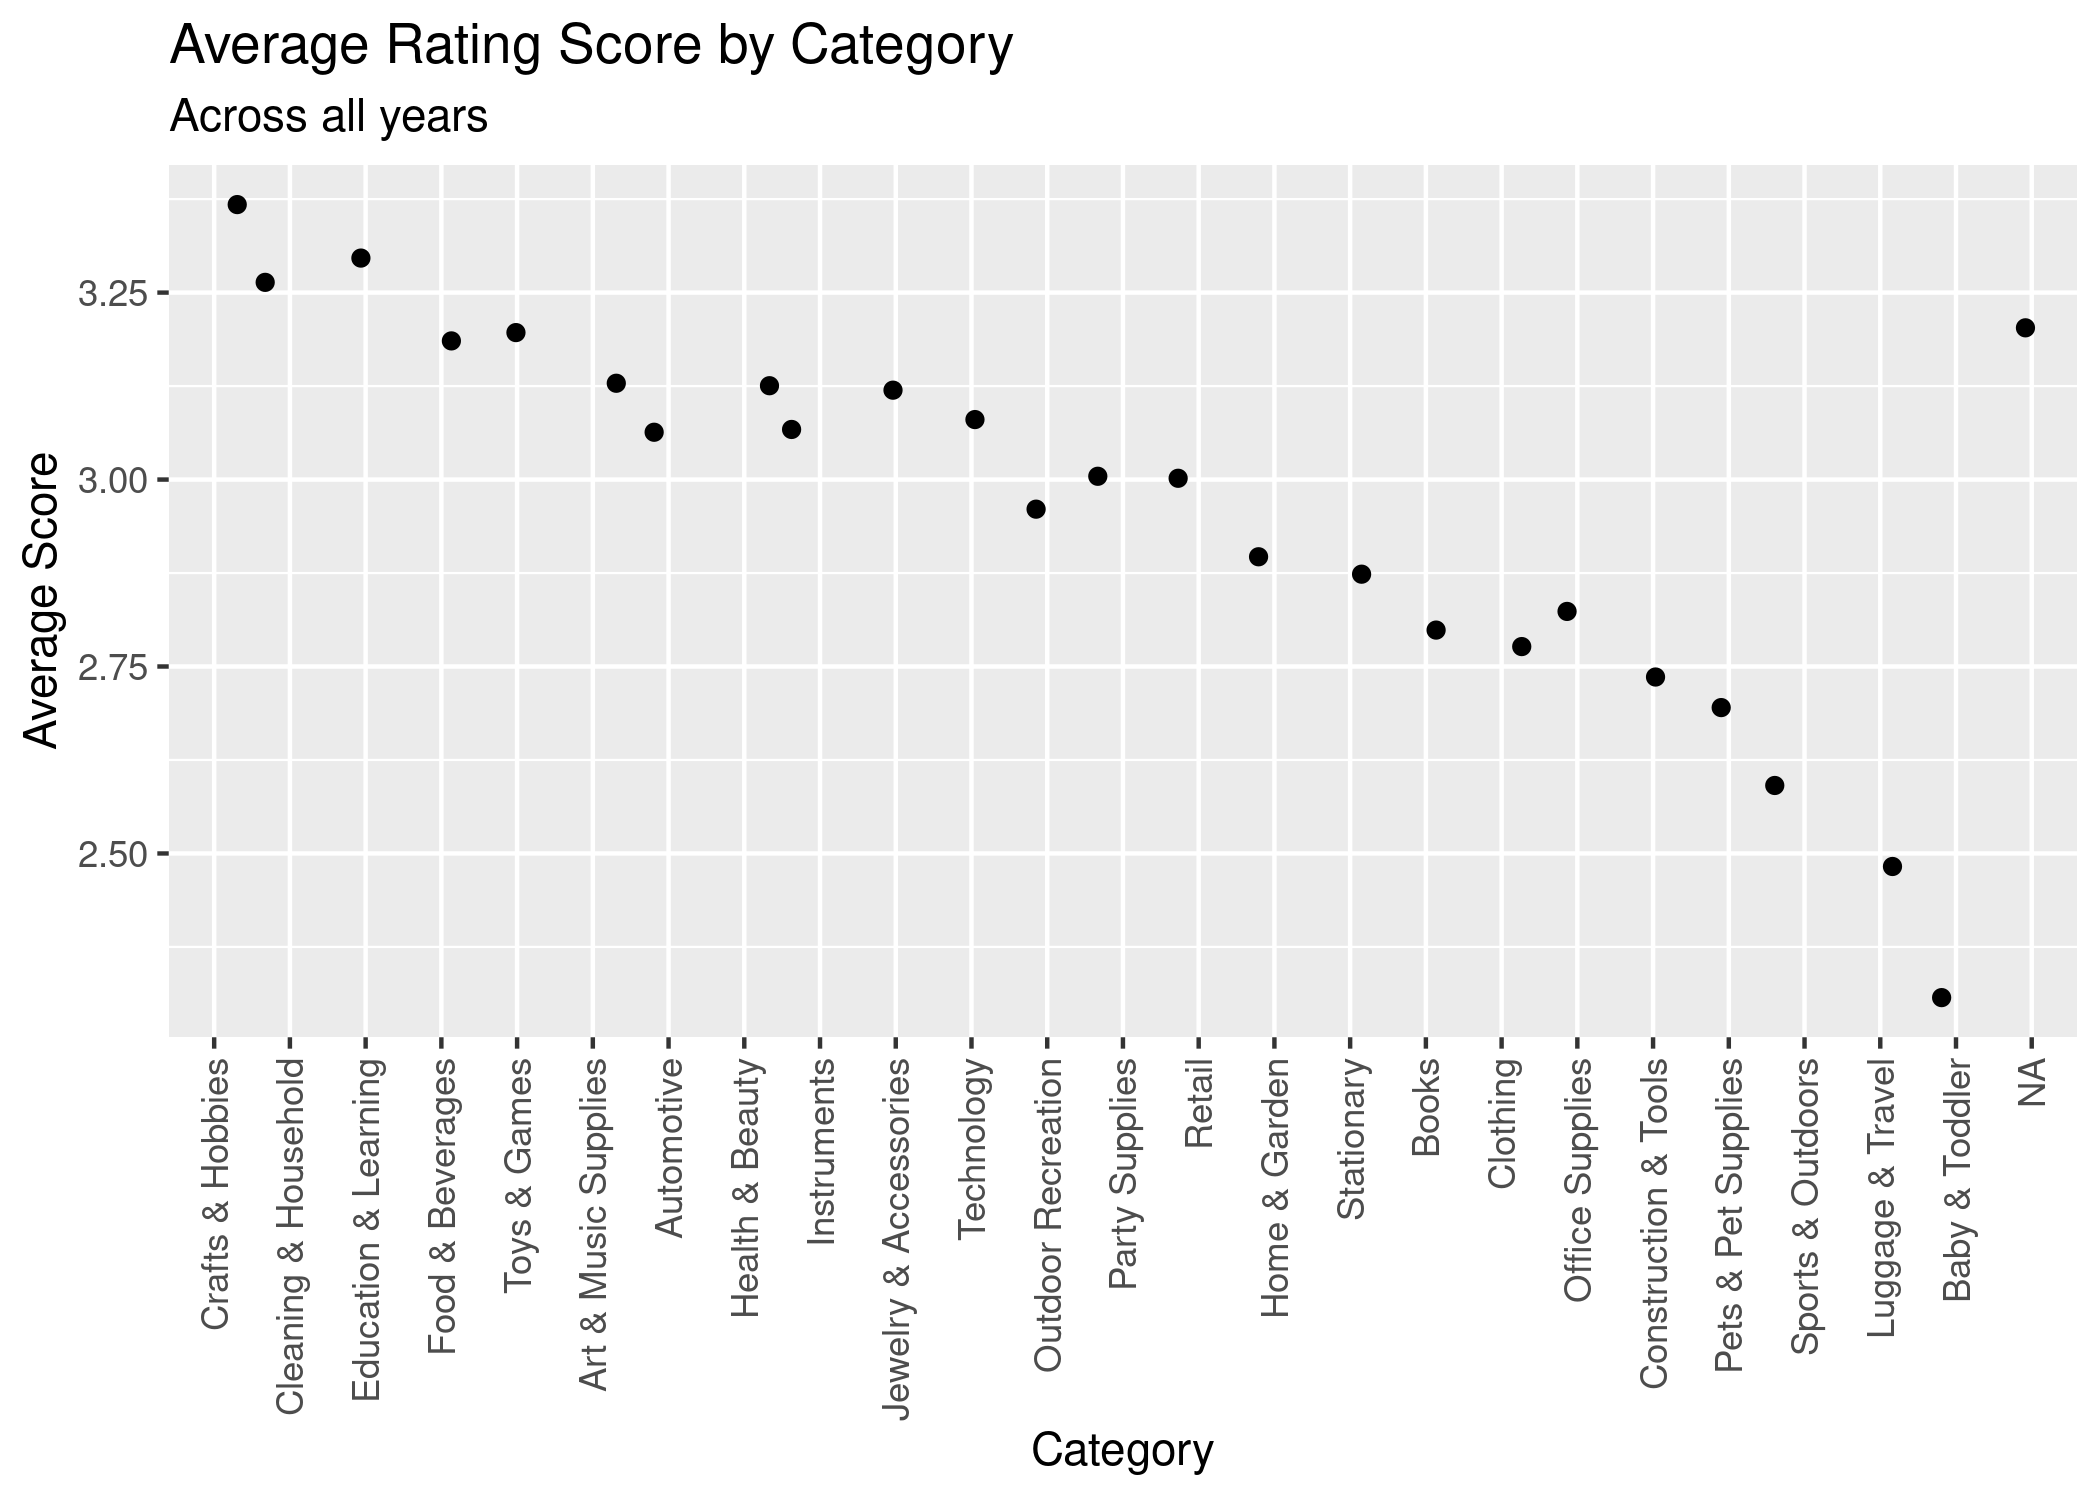 Average Rating Score by Category
Across all years
Average Score
3.25
3.00
2.75
2.50
Crafts & Hobbies
Cleaning & Household
Education & Learning
Food & Beverages
Toys & Games
Art & Music Supplies
Automotive
Health & Beauty
Instruments
Jewelry & Accessories
Technology
Outdoor Recreation
Party Supplies
Retail
Home & Garden
Stationary
Books
Clothing
Office Supplies
Construction & Tools
Pets & Pet Supplies
Sports & Outdoors
Luggage & Travel
Baby & Toddler
NA
Category